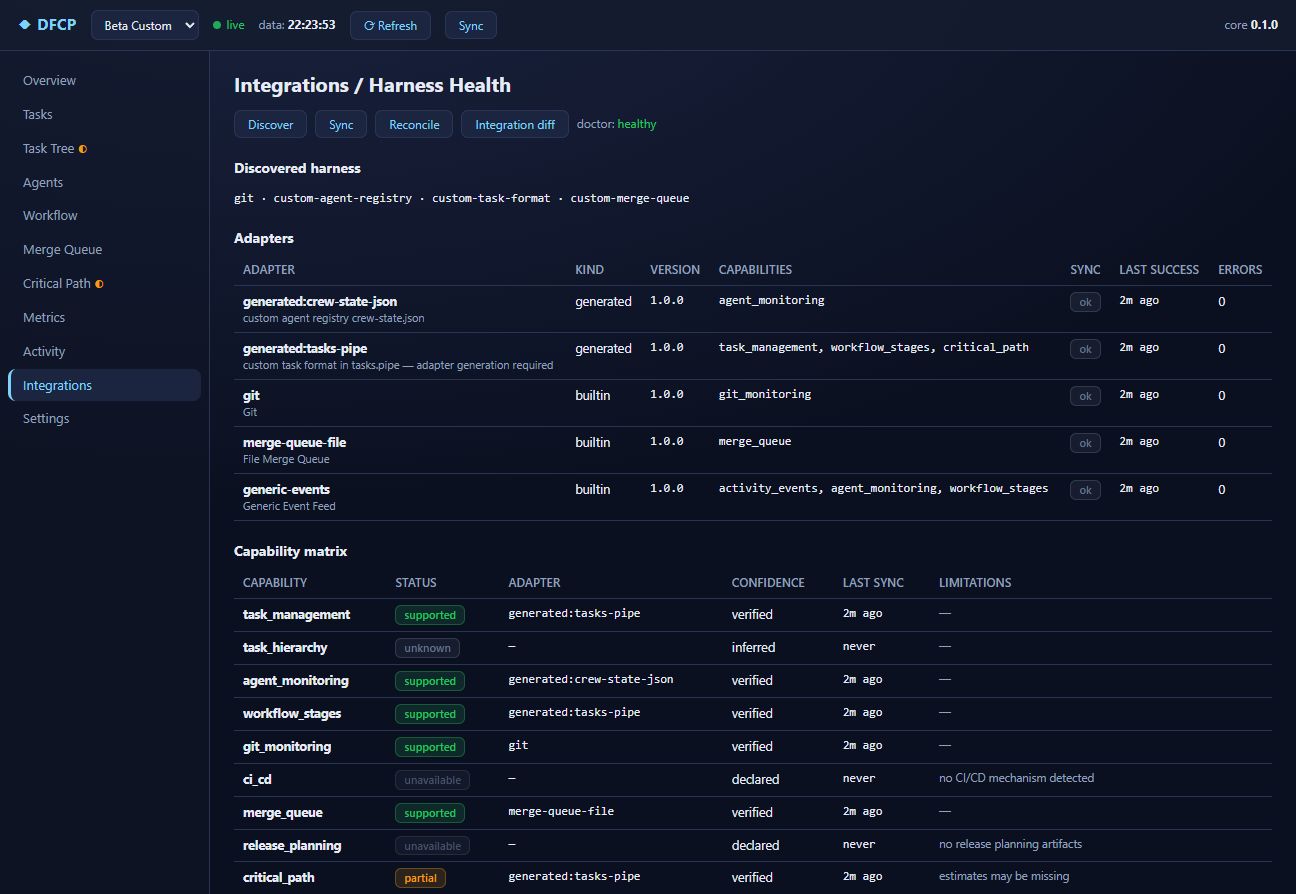 ◆ DFCP Beta Custom live data: 22:23:53 Refresh Sync core 0.1.0
Overview
Tasks
Task Tree
Agents
Workflow
Merge Queue
Critical Path
Metrics
Activity
Integrations
Settings
Integrations / Harness Health
Discover Sync Reconcile Integration diff doctor: healthy
Discovered harness
git · custom-agent-registry · custom-task-format · custom-merge-queue
Adapters
ADAPTER KIND VERSION CAPABILITIES SYNC LAST SUCCESS ERRORS
generated:crew-state-json generated 1.0.0 agent_monitoring ok 2m ago 0
custom agent registry crew-state.json
generated:tasks-pipe generated 1.0.0 task_management, workflow_stages, critical_path ok 2m ago 0
custom task format in tasks.pipe — adapter generation required
git builtin 1.0.0 git_monitoring ok 2m ago 0
Git
merge-queue-file builtin 1.0.0 merge_queue ok 2m ago 0
File Merge Queue
generic-events builtin 1.0.0 activity_events, agent_monitoring, workflow_stages ok 2m ago 0
Generic Event Feed
Capability matrix
CAPABILITY STATUS ADAPTER CONFIDENCE LAST SYNC LIMITATIONS
task_management supported generated:tasks-pipe verified 2m ago —
task_hierarchy unknown — inferred never —
agent_monitoring supported generated:crew-state-json verified 2m ago —
workflow_stages supported generated:tasks-pipe verified 2m ago —
git_monitoring supported git verified 2m ago —
ci_cd unavailable — declared never no CI/CD mechanism detected
merge_queue supported merge-queue-file verified 2m ago —
release_planning unavailable — declared never no release planning artifacts
critical_path partial generated:tasks-pipe verified 2m ago estimates may be missing